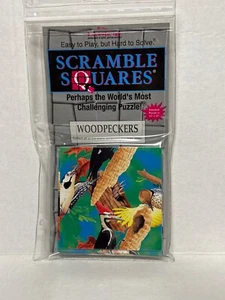 Easy to Play, but Hard to Solve!
SCRAMBLE
SQUARES®
Perhaps the World's Most
Challenging Puzzle!
WOODPECKERS